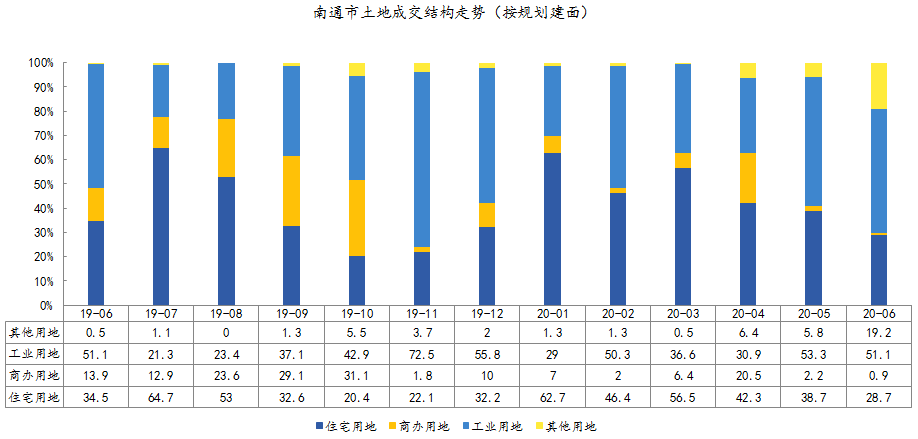 南通市土地成交结构走势（按规划建面）
100%
90%
80%
70%
60%
50%
40%
30%
20%
10%
0%
19-06 19-07 19-08 19-09 19-10 19-11 19-12 20-01 20-02 20-03 20-04 20-05 20-06
其他用地 0.5 1.1 0 1.3 5.5 3.7 2 1.3 1.3 0.5 6.4 5.8 19.2
工业用地 51.1 21.3 23.4 37.1 42.9 72.5 55.8 29 50.3 36.6 30.9 53.3 51.1
商办用地 13.9 12.9 23.6 29.1 31.1 1.8 10 7 2 6.4 20.5 2.2 0.9
住宅用地 34.5 64.7 53 32.6 20.4 22.1 32.2 62.7 46.4 56.5 42.3 38.7 28.7
住宅用地 商办用地 工业用地 其他用地